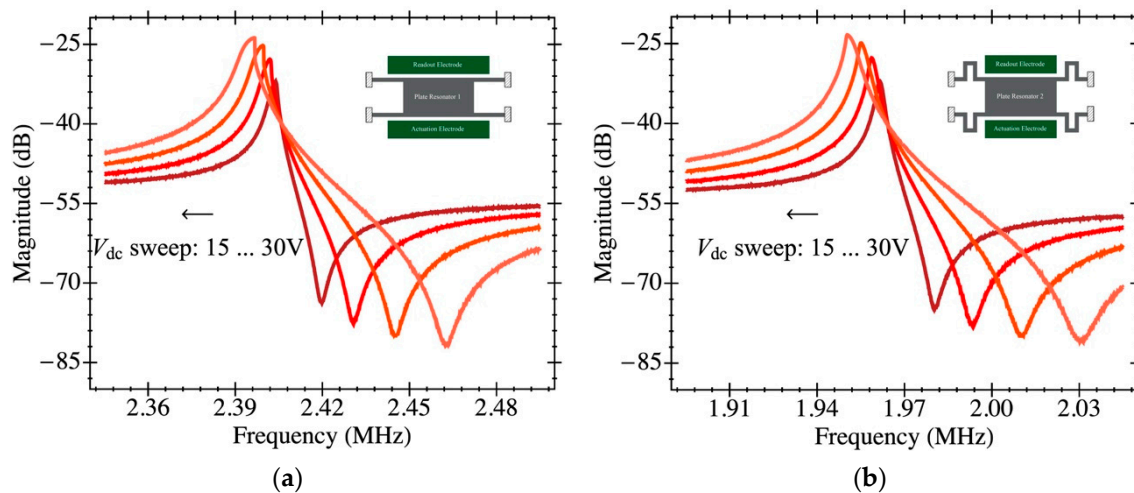 −25
−40
−55
−70
−85
Magnitude (dB)
Readout Electrode
Plate Resonator 1
Actuation Electrode
←
V_dc sweep: 15 ... 30V
2.36 2.39 2.42 2.45 2.48
Frequency (MHz)
(a)
−25
−40
−55
−70
−85
Magnitude (dB)
Readout Electrode
Plate Resonator 2
Actuation Electrode
←
V_dc sweep: 15 ... 30V
1.91 1.94 1.97 2.00 2.03
Frequency (MHz)
(b)